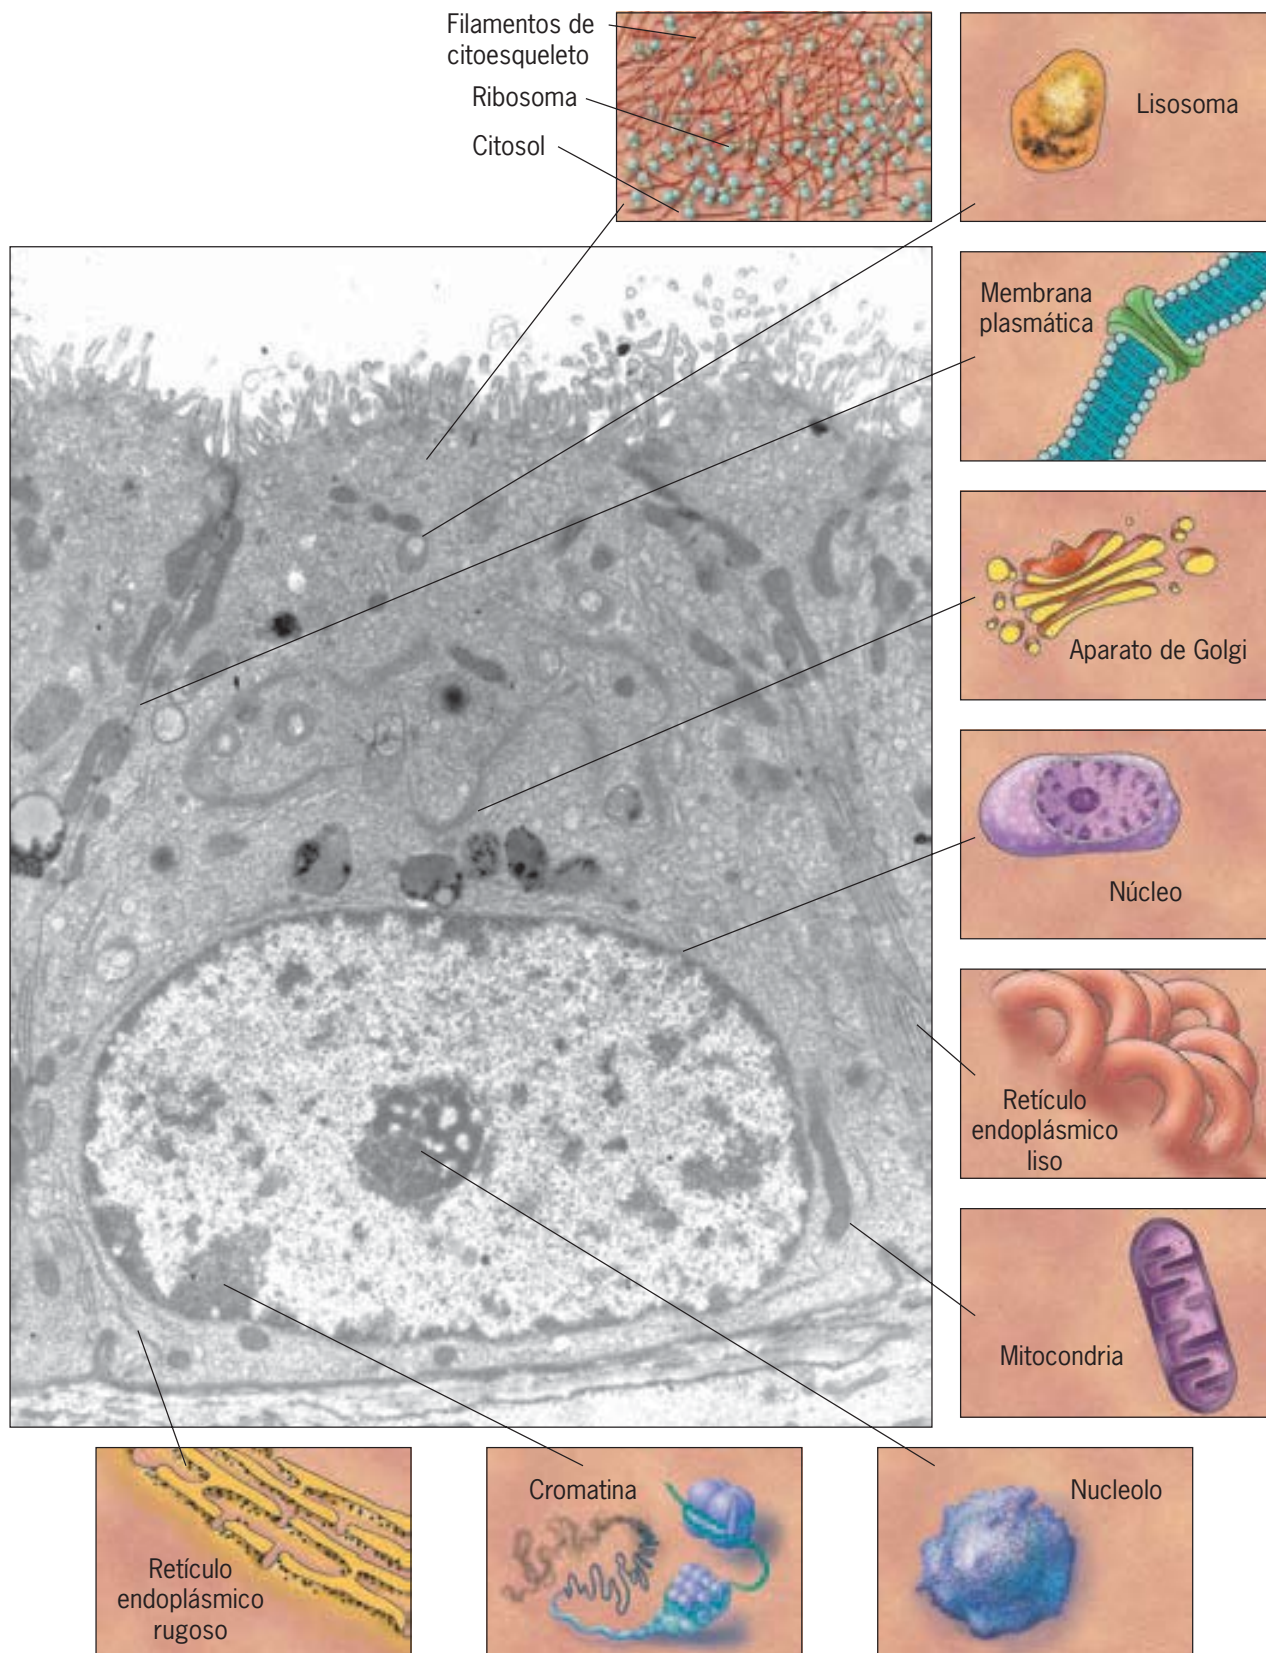 Filamentos de
citoesqueleto
Ribosoma
Citosol
Lisosoma
Membrana
plasmática
Aparato de Golgi
Núcleo
Retículo
endoplásmico
liso
Mitocondria
Retículo
endoplásmico
rugoso
Cromatina
Nucleolo